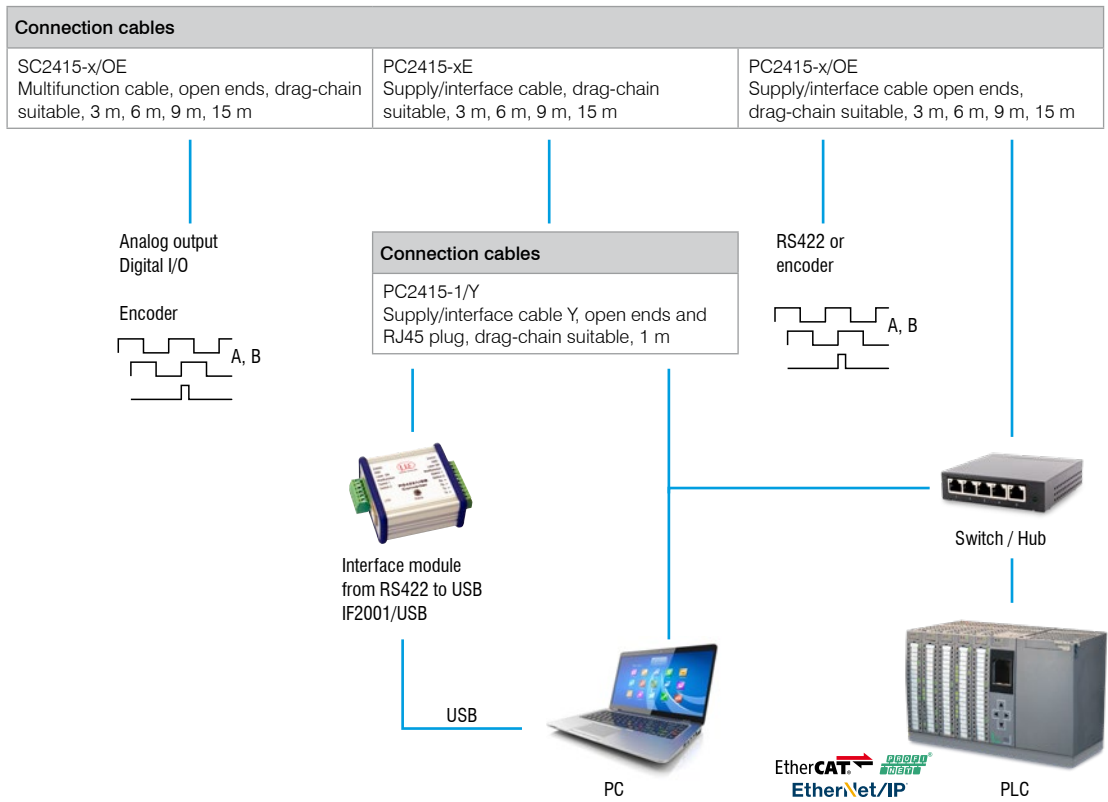 Connection cables
SC2415-x/OE
Multifunction cable, open ends, drag-chain
suitable, 3 m, 6 m, 9 m, 15 m
PC2415-xE
Supply/interface cable, drag-chain
suitable, 3 m, 6 m, 9 m, 15 m
PC2415-x/OE
Supply/interface cable open ends,
drag-chain suitable, 3 m, 6 m, 9 m, 15 m
Analog output
Digital I/O
Encoder
A, B
Connection cables
PC2415-1/Y
Supply/interface cable Y, open ends and
RJ45 plug, drag-chain suitable, 1 m
RS422 or
encoder
A, B
Interface module
from RS422 to USB
IF2001/USB
Switch / Hub
USB
PC
EtherCAT.
PROFI
NET
EtherNet/IP
PLC